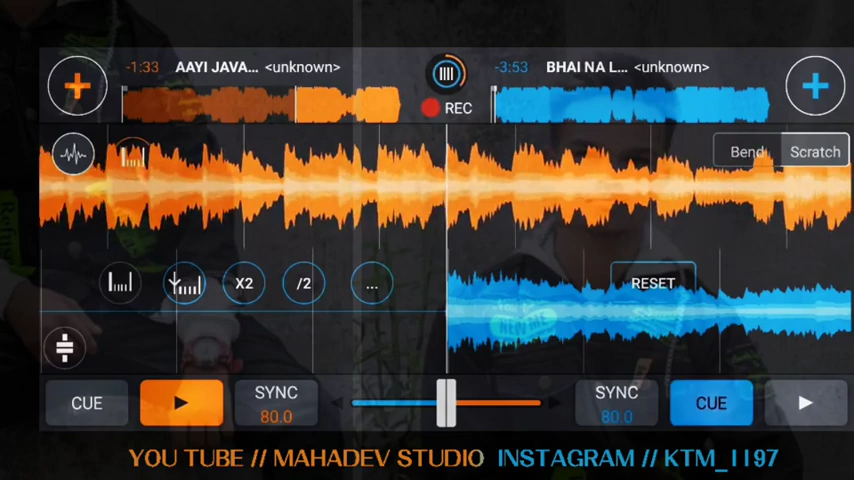 -1:33 AAYI JAVA... <unknown>
-3:53 BHAI NA L... <unknown>
REC
Bend Scratch
X2 /2 ... RESET
CUE SYNC 80.0 SYNC 80.0 CUE
YOU TUBE // MAHADEV STUDIO INSTAGRAM // KTM_1197